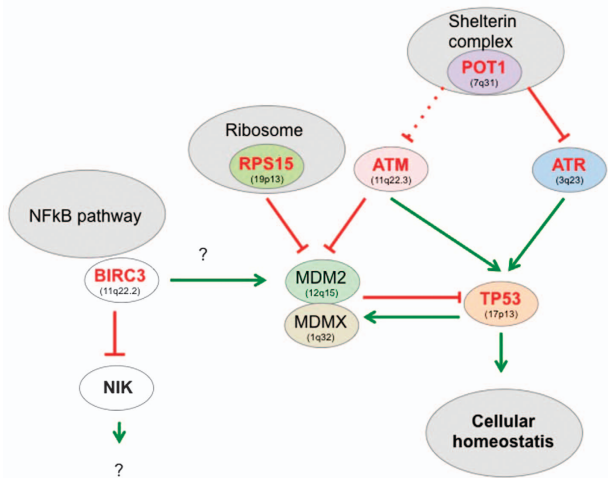 Shelterin
complex
POT1
(7q31)
Ribosome
RPS15
(19p13)
ATM
(11q22.3)
ATR
(3q23)
NFkB pathway
BIRC3
(11q22.2)
?
MDM2
(12q15)
MDMX
(1q32)
TP53
(17p13)
NIK
?
Cellular
homeostatis